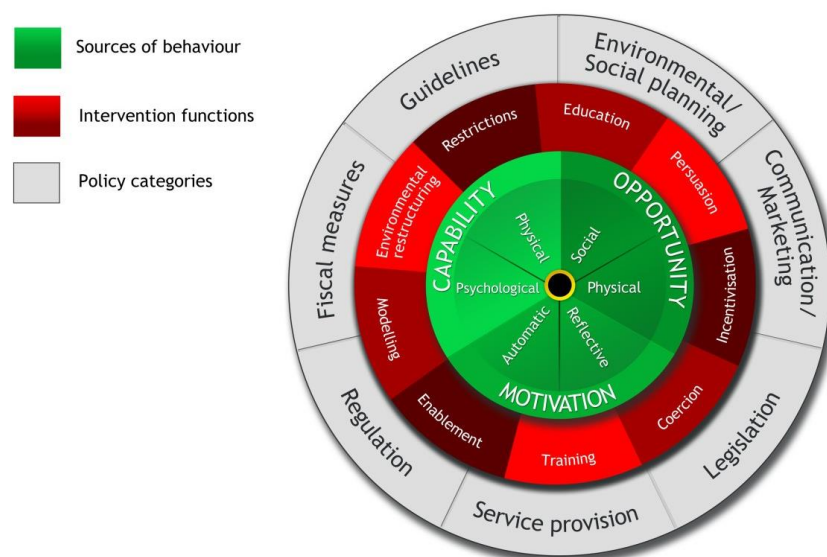 Sources of behaviour
Intervention functions
Policy categories
Guidelines
Environmental/
Social planning
Communication/
Marketing
Legislation
Service provision
Regulation
Fiscal measures
Restrictions
Education
Persuasion
Incentivisation
Coercion
Training
Enablement
Modelling
Environmental
restructuring
CAPABILITY
OPPORTUNITY
MOTIVATION
Physical
Social
Physical
Reflective
Automatic
Psychological